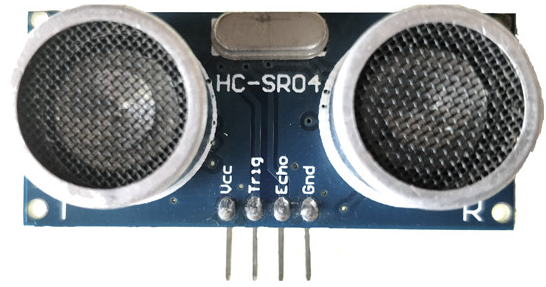 HC-SR04
Vcc
Trig
Echo
Gnd
T
R